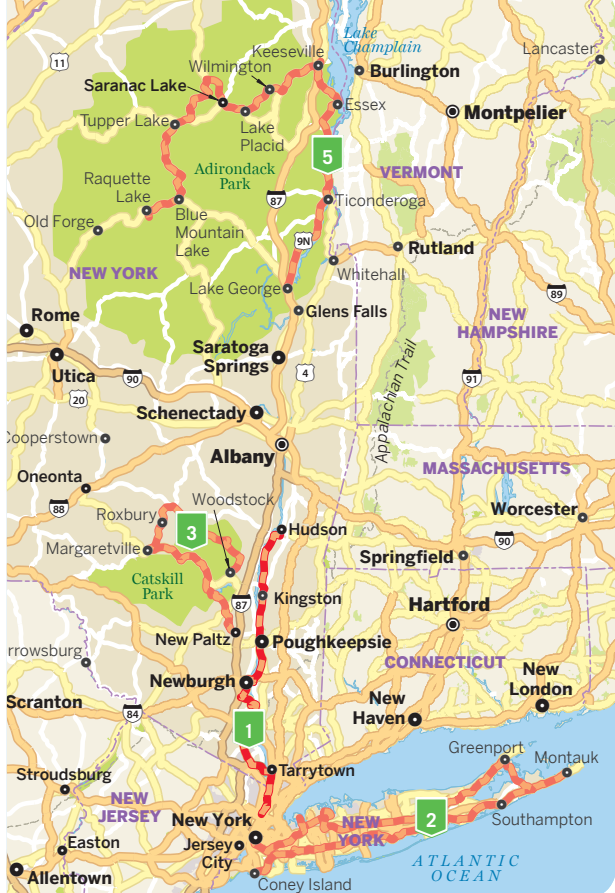 Lake
Champlain
Keeseville
Lancaster
11
Wilmington
Burlington
Saranac Lake
Essex
Montpelier
Tupper Lake
Lake
Placid
5
VERMONT
Adirondack
Park
Raquette
Lake
87
Ticonderoga
Old Forge
Blue
Mountain
Lake
9N
Rutland
Whitehall
NEW YORK
Lake George
89
Glens Falls
NEW
HAMPSHIRE
Rome
Saratoga
Springs
Utica
90
4
91
20
Appalachian Trail
Schenectady
Cooperstown
Albany
MASSACHUSETTS
Oneonta
Woodstock
88
Roxbury
3
Worcester
Hudson
90
Margaretville
Springfield
Catskill
Park
87
Kingston
Hartford
New Paltz
Poughkeepsie
rrowsburg
CONNECTICUT
Newburgh
New
London
Scranton
84
New
Haven
1
Greenport
Montauk
Tarrytown
Stroudsburg
NEW
JERSEY
New York
NEW
YORK
2
Southampton
Jersey
City
Easton
ATLANTIC
OCEAN
Allentown
Coney Island